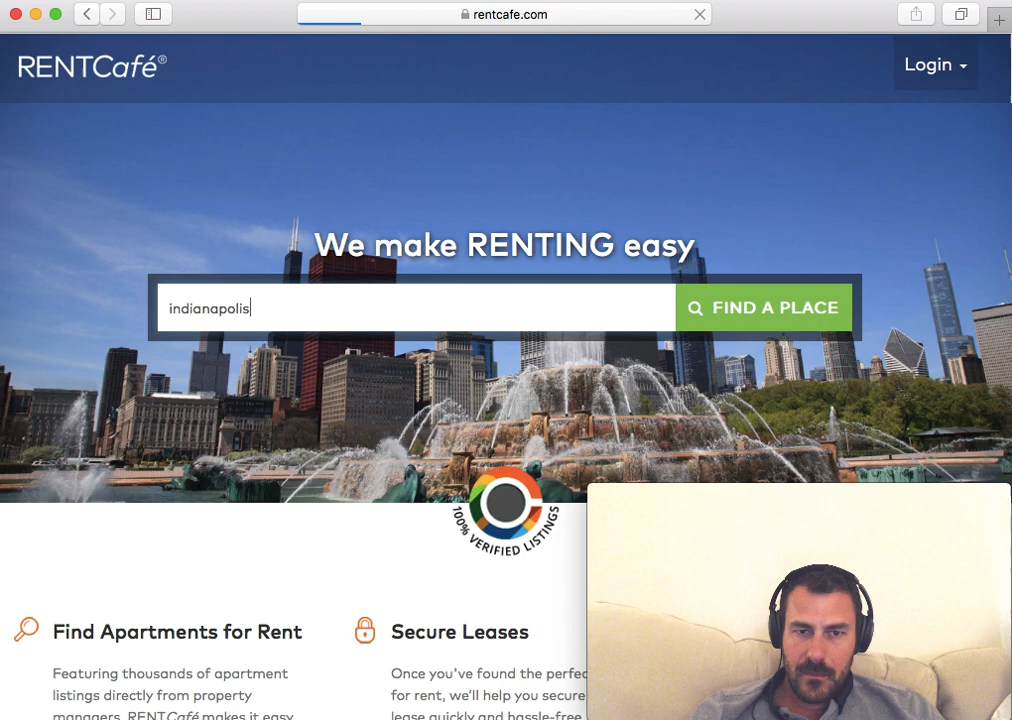 rentcafe.com
RENTCafé®
Login
We make RENTING easy
indianapolis
FIND A PLACE
100% VERIFIED LISTINGS
Find Apartments for Rent
Secure Leases
Featuring thousands of apartment
listings directly from property
managers, RENTCafé makes it easy
Once you've found the perfec
for rent, we'll help you secure
lease quickly and hassle-free